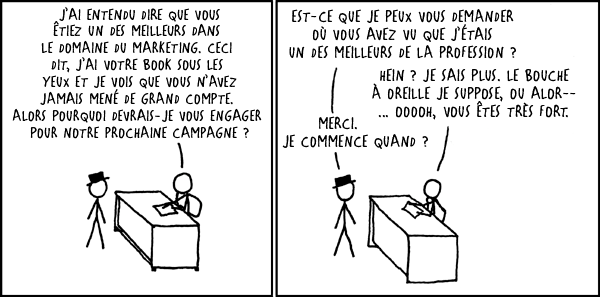 J'AI ENTENDU DIRE QUE VOUS
ÉTIEZ UN DES MEILLEURS DANS
LE DOMAINE DU MARKETING. CECI
DIT, J'AI VOTRE BOOK SOUS LES
YEUX ET JE VOIS QUE VOUS N'AVEZ
JAMAIS MENÉ DE GRAND COMPTE.
ALORS POURQUOI DEVRAIS-JE VOUS ENGAGER
POUR NOTRE PROCHAINE CAMPAGNE ?
EST-CE QUE JE PEUX VOUS DEMANDER
OÙ VOUS AVEZ VU QUE J'ÉTAIS
UN DES MEILLEURS DE LA PROFESSION ?
HEIN ? JE SAIS PLUS. LE BOUCHE
À OREILLE JE SUPPOSE, OU ALOR--
... OOOOH, VOUS ÊTES TRÈS FORT.
MERCI.
JE COMMENCE QUAND ?